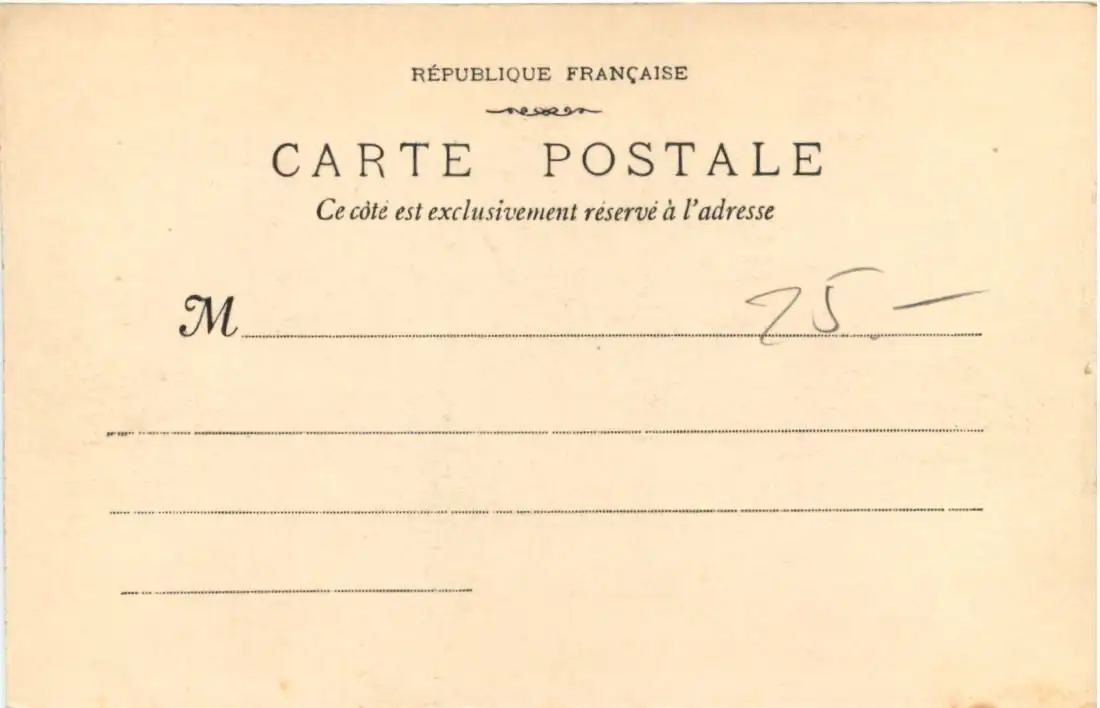 RÉPUBLIQUE FRANÇAISE
CARTE POSTALE
Ce côté est exclusivement réservé à l'adresse
M
25.—